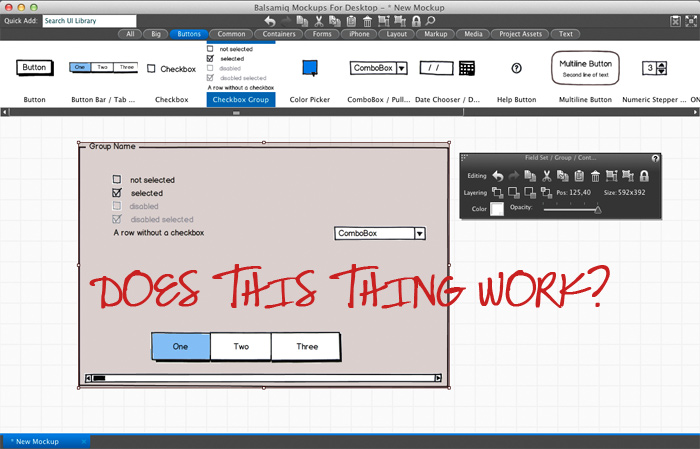 Balsamiq Mockups For Desktop - * New Mockup
Quick Add: Search UI Library
All Big Buttons Common Containers Forms iPhone Layout Markup Media Project Assets Text
Button
One Two Three
Checkbox
not selected
selected
disabled
disabled selected
A row without a checkbox
ComboBox
/ /
?
Multiline Button
Second line of text
3
Button Button Bar / Tab ... Checkbox Checkbox Group Color Picker ComboBox / Pull... Date Chooser / D... Help Button Multiline Button Numeric Stepper ... ON
Group Name
not selected
selected
disabled
disabled selected
A row without a checkbox
ComboBox
Field Set / Group / Cont... ?
Editing
Layering Pos: 125,40 Size: 592x392
Color Opacity:
DOES THIS THING WORK?
One Two Three
* New Mockup